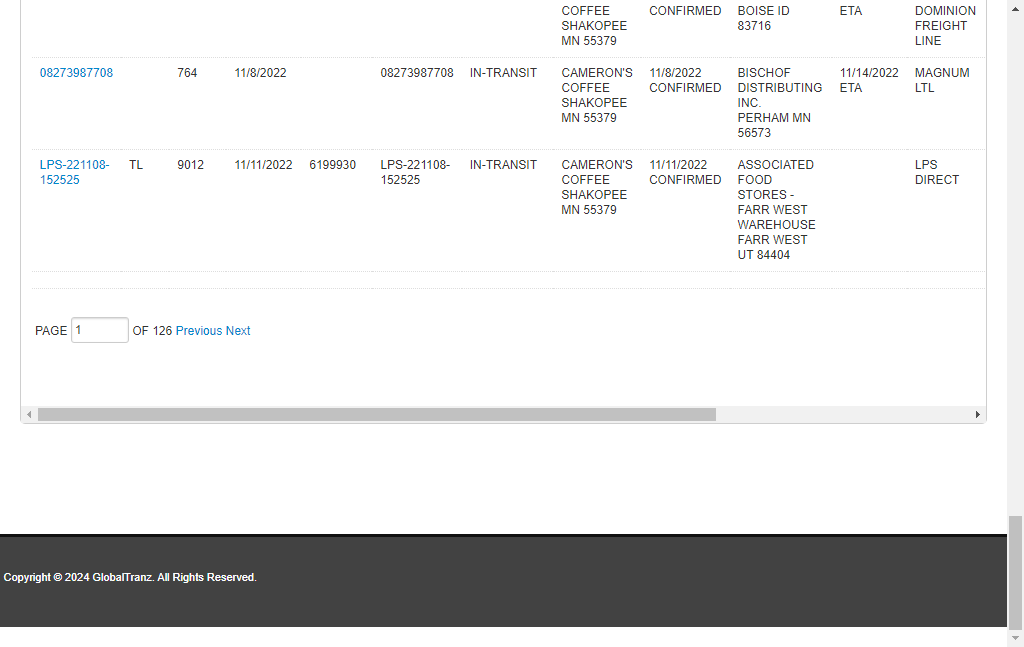 COFFEE SHAKOPEE MN 55379 CONFIRMED BOISE ID 83716 ETA DOMINION FREIGHT LINE
08273987708 764 11/8/2022 08273987708 IN-TRANSIT CAMERON'S COFFEE SHAKOPEE MN 55379 11/8/2022 CONFIRMED BISCHOF DISTRIBUTING INC. PERHAM MN 56573 11/14/2022 ETA MAGNUM LTL
LPS-221108-152525 TL 9012 11/11/2022 6199930 LPS-221108-152525 IN-TRANSIT CAMERON'S COFFEE SHAKOPEE MN 55379 11/11/2022 CONFIRMED ASSOCIATED FOOD STORES - FARR WEST WAREHOUSE FARR WEST UT 84404 LPS DIRECT
PAGE 1 OF 126 Previous Next
Copyright © 2024 GlobalTranz. All Rights Reserved.